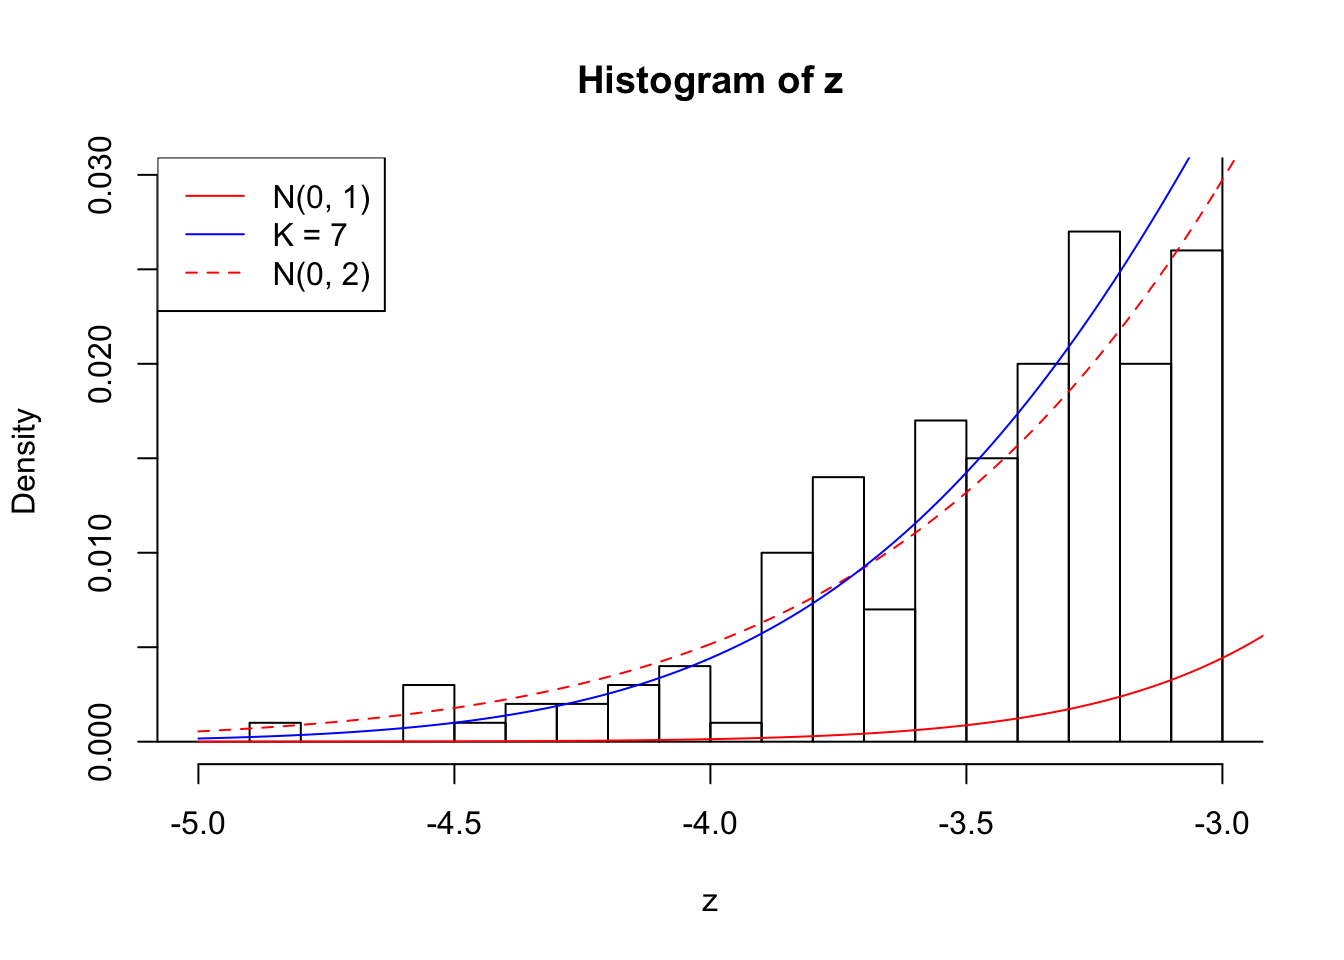 Histogram of z
N(0, 1)
K = 7
N(0, 2)
Density
0.030
0.020
0.010
0.000
-5.0 -4.5 -4.0 -3.5 -3.0
z